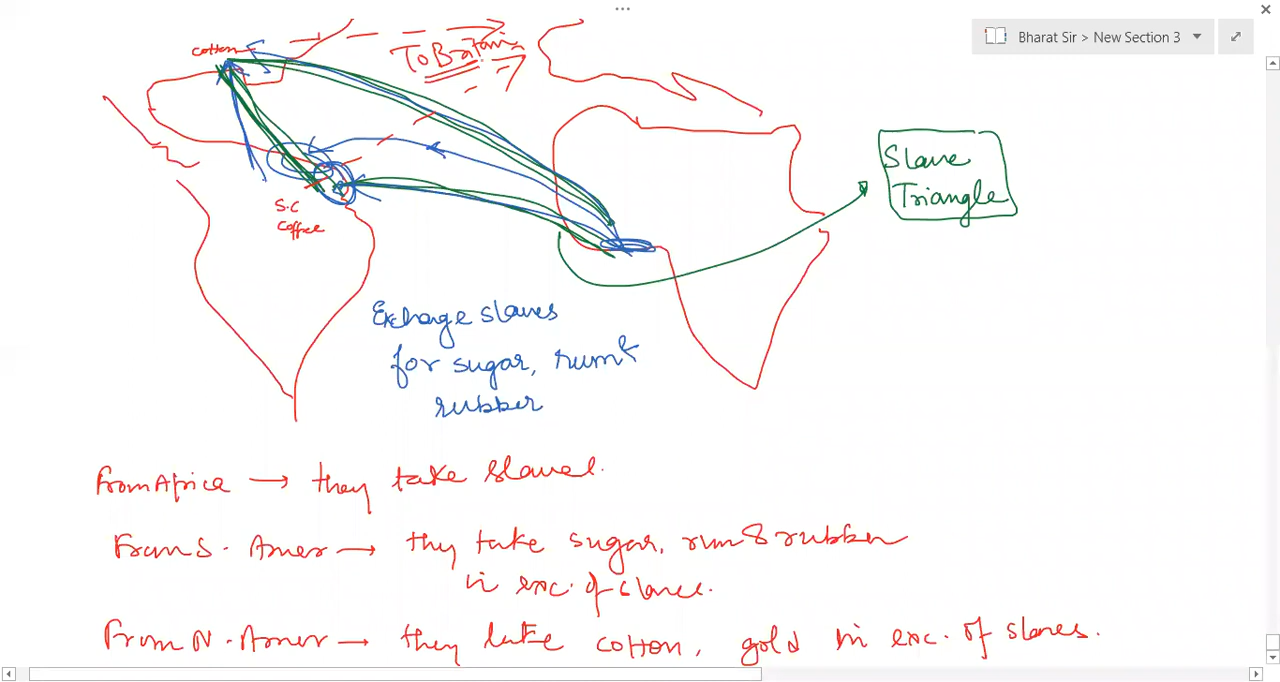 Bharat Sir > New Section 3
cotton
To Britain
Slave
Triangle
S.C
Coffee
Exchange slaves
for sugar, rum &
rubber
From Africa → they take slaves.
From S. Amer → they take sugar, rum & rubber
in exc. of slaves.
From N. Amer → they take cotton, gold in exc. of slaves.